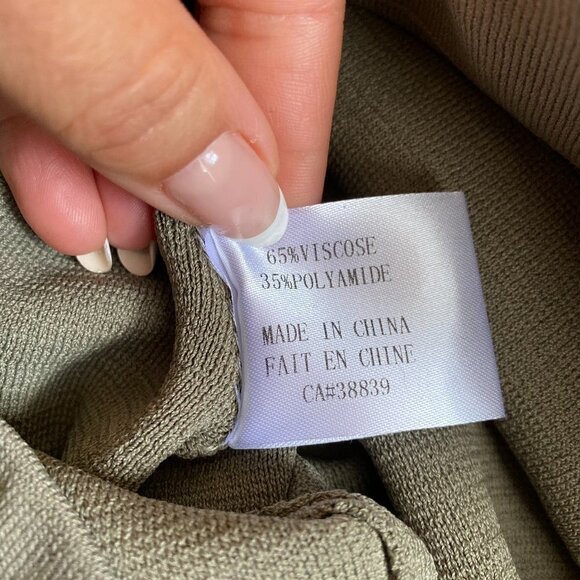 65%VISCOSE
35%POLYAMIDE
MADE IN CHINA
FAIT EN CHINE
CA#38839